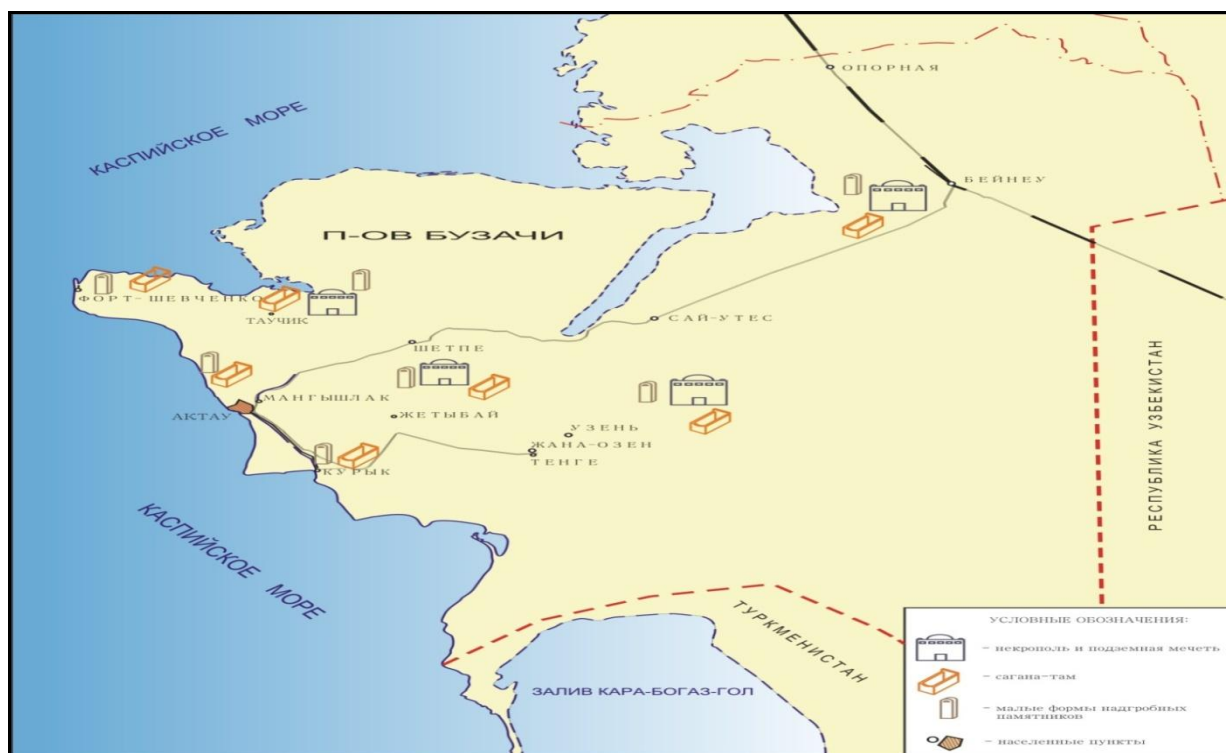 ОПОРНАЯ
КАСПИЙСКОЕ МОРЕ
БЕЙНЕУ
П-ОВ БУЗАЧИ
ФОРТ-ШЕВЧЕНКО
ТАУЧИК
САЙ-УТЕС
ШЕТПЕ
МАНГЫШЛАК
АКТАУ
ЖЕТЫБАЙ
УЗЕНЬ
ЖАНА-ОЗЕН
ТЕНГЕ
КУРЫК
РЕСПУБЛИКА УЗБЕКИСТАН
КАСПИЙСКОЕ МОРЕ
ТУРКМЕНИСТАН
ЗАЛИВ КАРА-БОГАЗ-ГОЛ
УСЛОВНЫЕ ОБОЗНАЧЕНИЯ:
– некрополь и подземная мечеть
– сагана-там
– малые формы надгробных
памятников
– населенные пункты